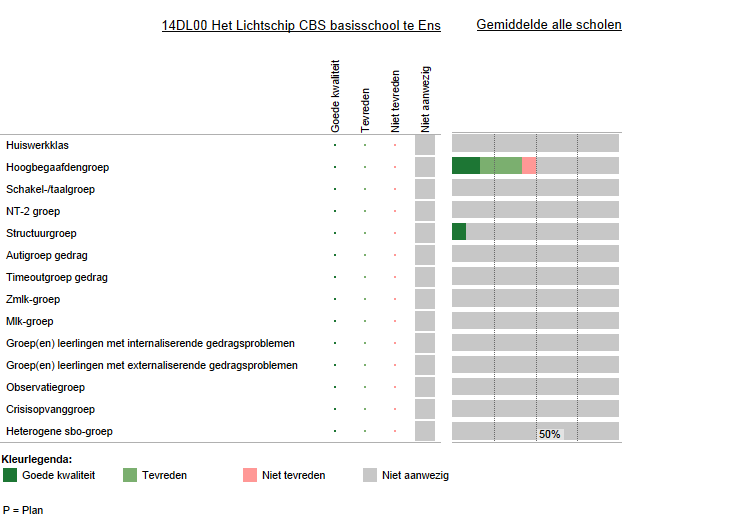 14DL00 Het Lichtschip CBS basisschool te Ens
Gemiddelde alle scholen
Goede kwaliteit
Tevreden
Niet tevreden
Niet aanwezig
Huiswerkklas
Hoogbegaafdengroep
Schakel-/taalgroep
NT-2 groep
Structuurgroep
Autigroep gedrag
Timeoutgroep gedrag
Zmlk-groep
Mlk-groep
Groep(en) leerlingen met internaliserende gedragsproblemen
Groep(en) leerlingen met externaliserende gedragsproblemen
Observatiegroep
Crisisopvanggroep
Heterogene sbo-groep
50%
Kleurlegenda:
Goede kwaliteit Tevreden Niet tevreden Niet aanwezig
P = Plan